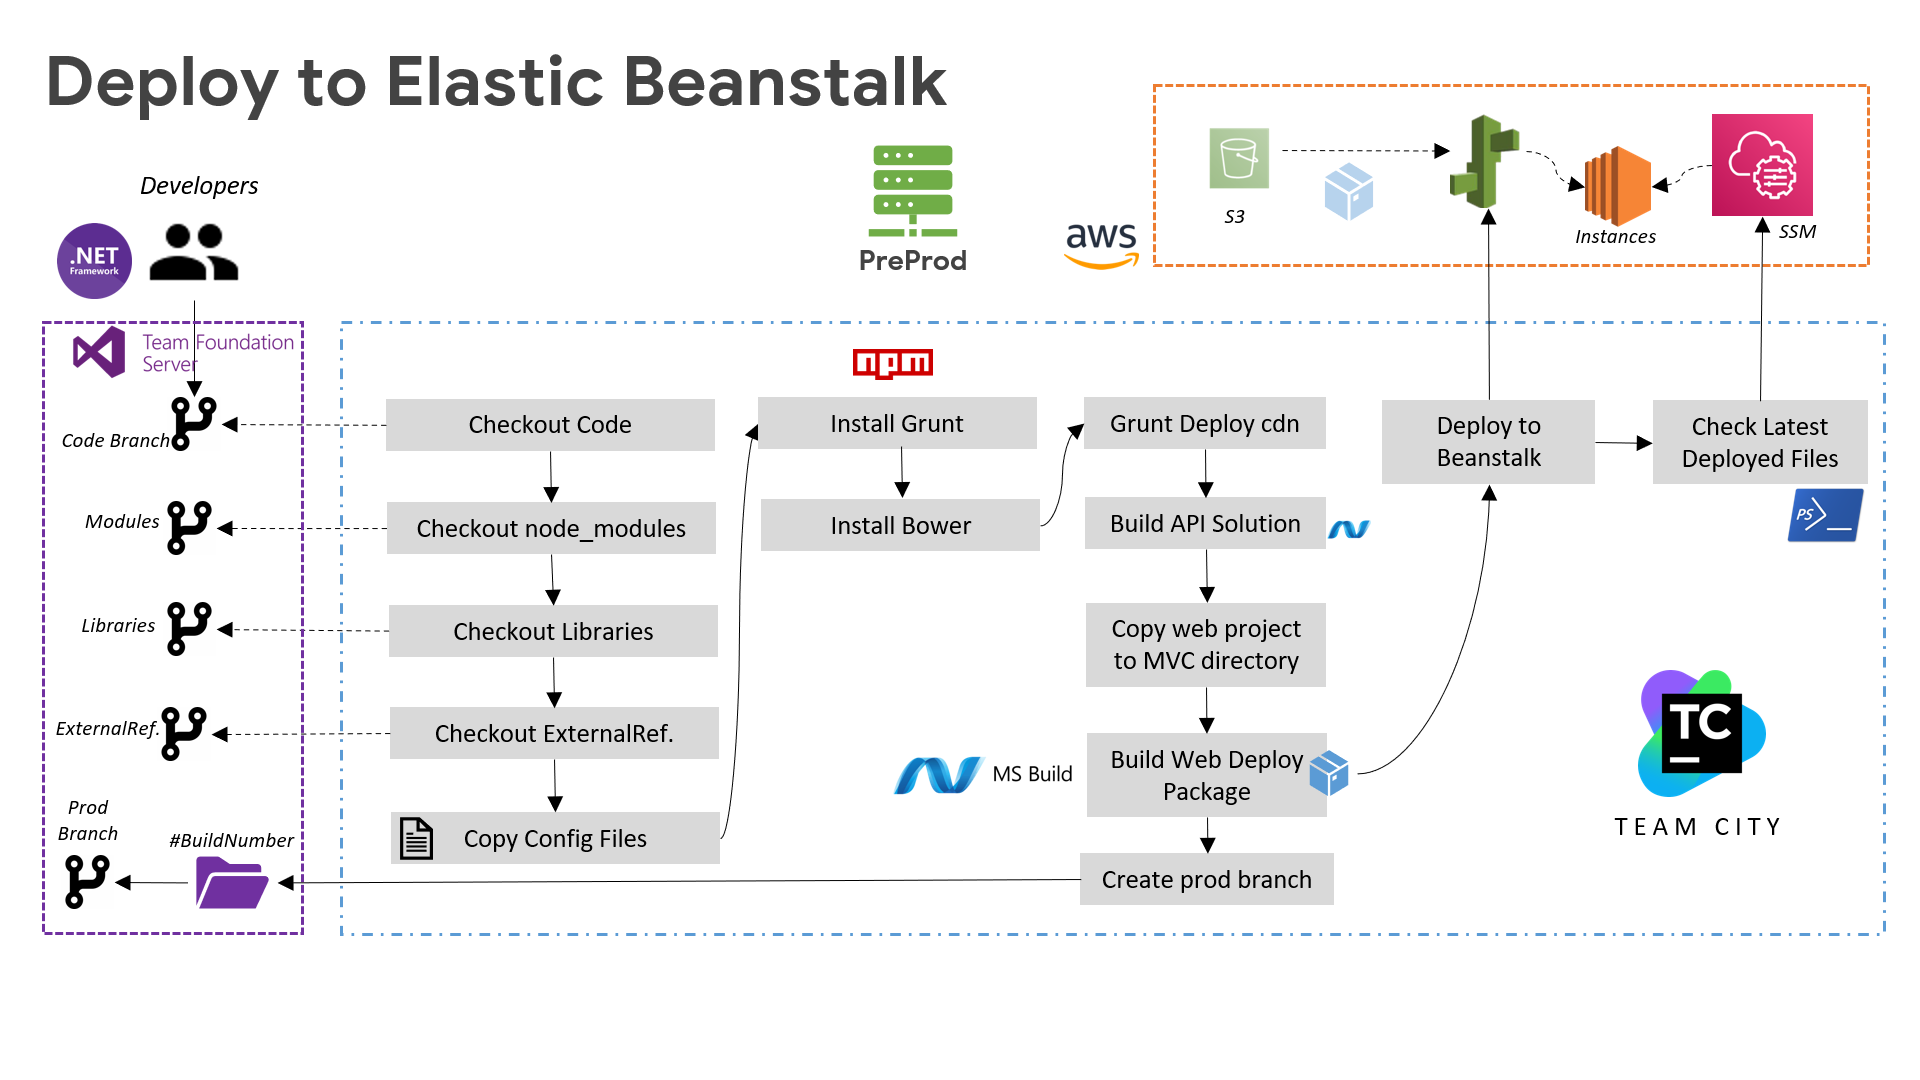 Deploy to Elastic Beanstalk
Developers
.NET
Framework
PreProd
aws
S3
Instances
SSM
Team Foundation
Server
Code Branch
Modules
Libraries
ExternalRef.
Prod
Branch
#BuildNumber
Checkout Code
Checkout node_modules
Checkout Libraries
Checkout ExternalRef.
Copy Config Files
npm
Install Grunt
Install Bower
MS Build
Grunt Deploy cdn
Build API Solution
Copy web project
to MVC directory
Build Web Deploy
Package
Create prod branch
Deploy to
Beanstalk
Check Latest
Deployed Files
PS
TC
TEAM CITY